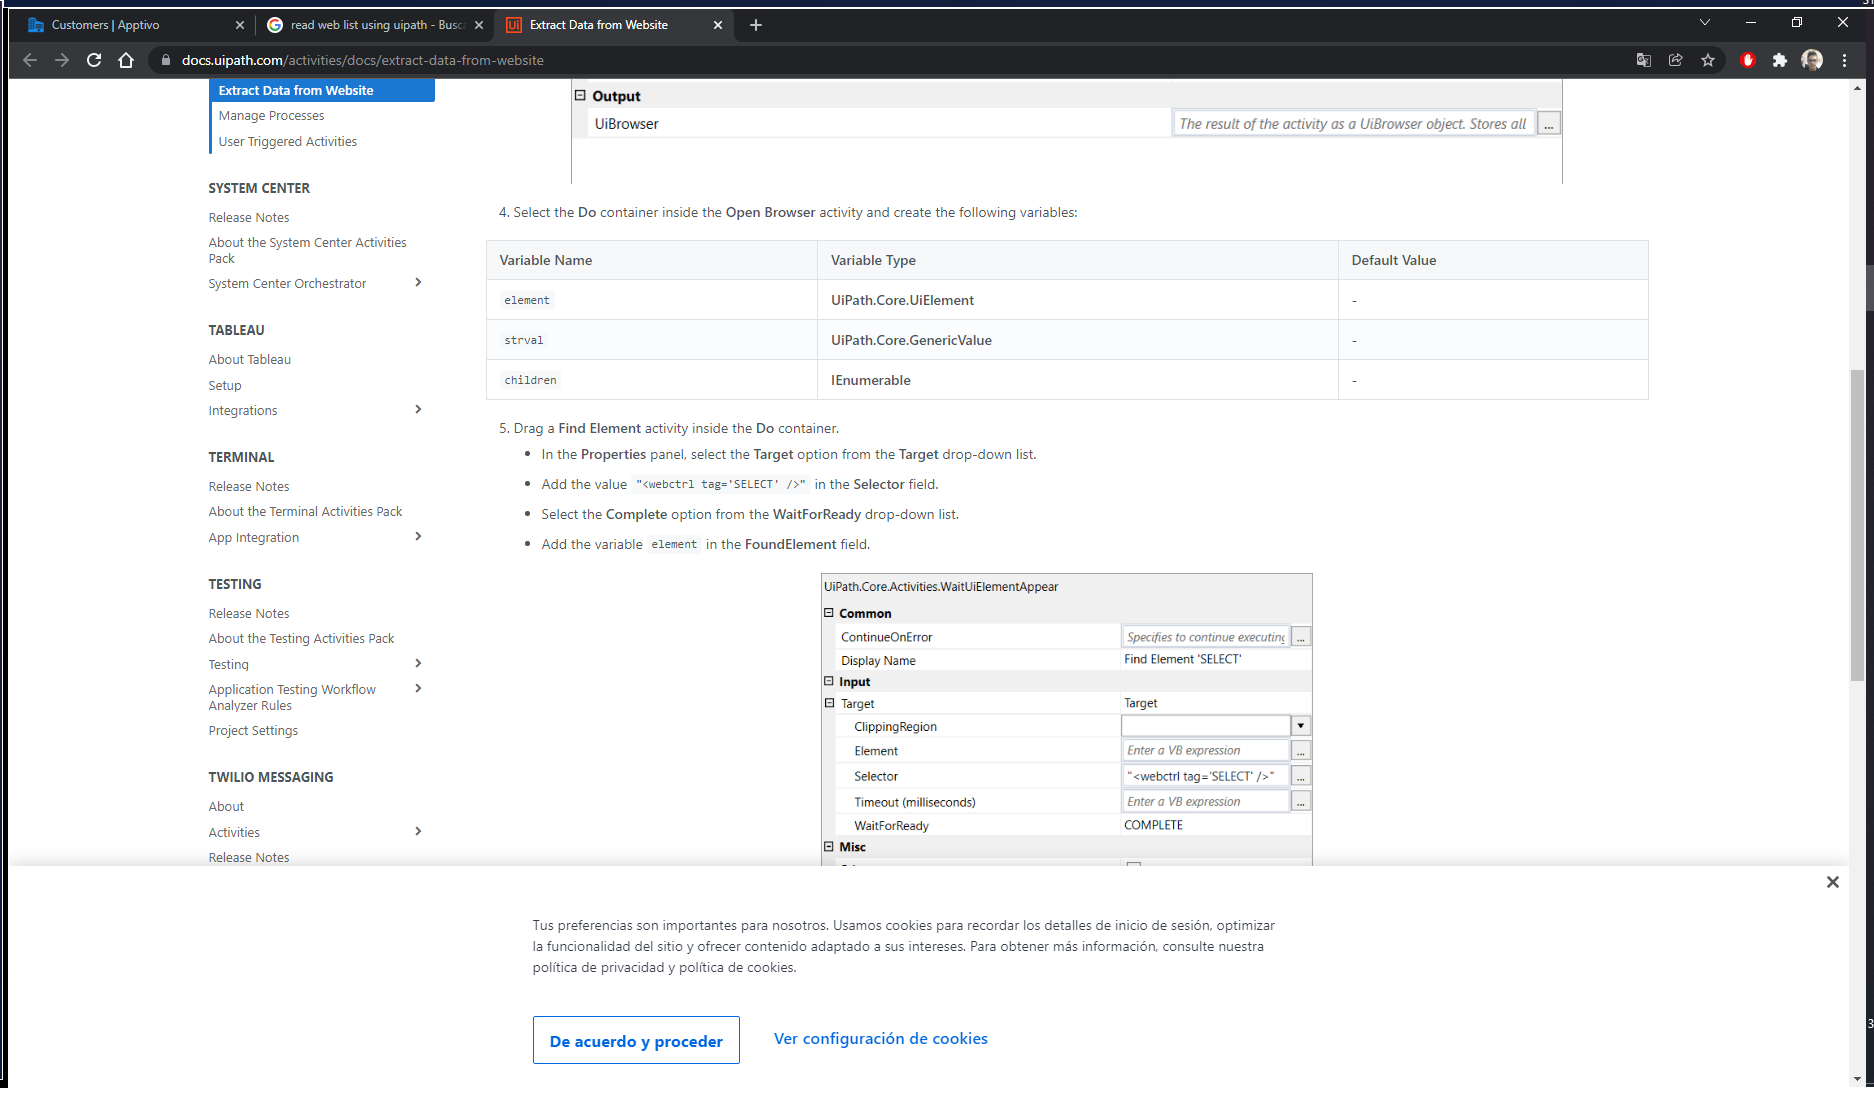 Customers | Apptivo
read web list using uipath - Busca
Extract Data from Website
docs.uipath.com/activities/docs/extract-data-from-website
Extract Data from Website
Manage Processes
User Triggered Activities
SYSTEM CENTER
Release Notes
About the System Center Activities
Pack
System Center Orchestrator
TABLEAU
About Tableau
Setup
Integrations
TERMINAL
Release Notes
About the Terminal Activities Pack
App Integration
TESTING
Release Notes
About the Testing Activities Pack
Testing
Application Testing Workflow
Analyzer Rules
Project Settings
TWILIO MESSAGING
About
Activities
Release Notes
Output
UiBrowser The result of the activity as a UiBrowser object. Stores all ...
4. Select the Do container inside the Open Browser activity and create the following variables:
Variable Name Variable Type Default Value
element UiPath.Core.UiElement -
strval UiPath.Core.GenericValue -
children IEnumerable -
5. Drag a Find Element activity inside the Do container.
• In the Properties panel, select the Target option from the Target drop-down list.
• Add the value "<webctrl tag='SELECT' />" in the Selector field.
• Select the Complete option from the WaitForReady drop-down list.
• Add the variable element in the FoundElement field.
UiPath.Core.Activities.WaitUiElementAppear
Common
ContinueOnError Specifies to continue executing ...
Display Name Find Element 'SELECT'
Input
Target Target
ClippingRegion
Element Enter a VB expression ...
Selector "<webctrl tag='SELECT' />" ...
Timeout (milliseconds) Enter a VB expression ...
WaitForReady COMPLETE
Misc
Tus preferencias son importantes para nosotros. Usamos cookies para recordar los detalles de inicio de sesión, optimizar
la funcionalidad del sitio y ofrecer contenido adaptado a sus intereses. Para obtener más información, consulte nuestra
política de privacidad y política de cookies.
De acuerdo y proceder
Ver configuración de cookies